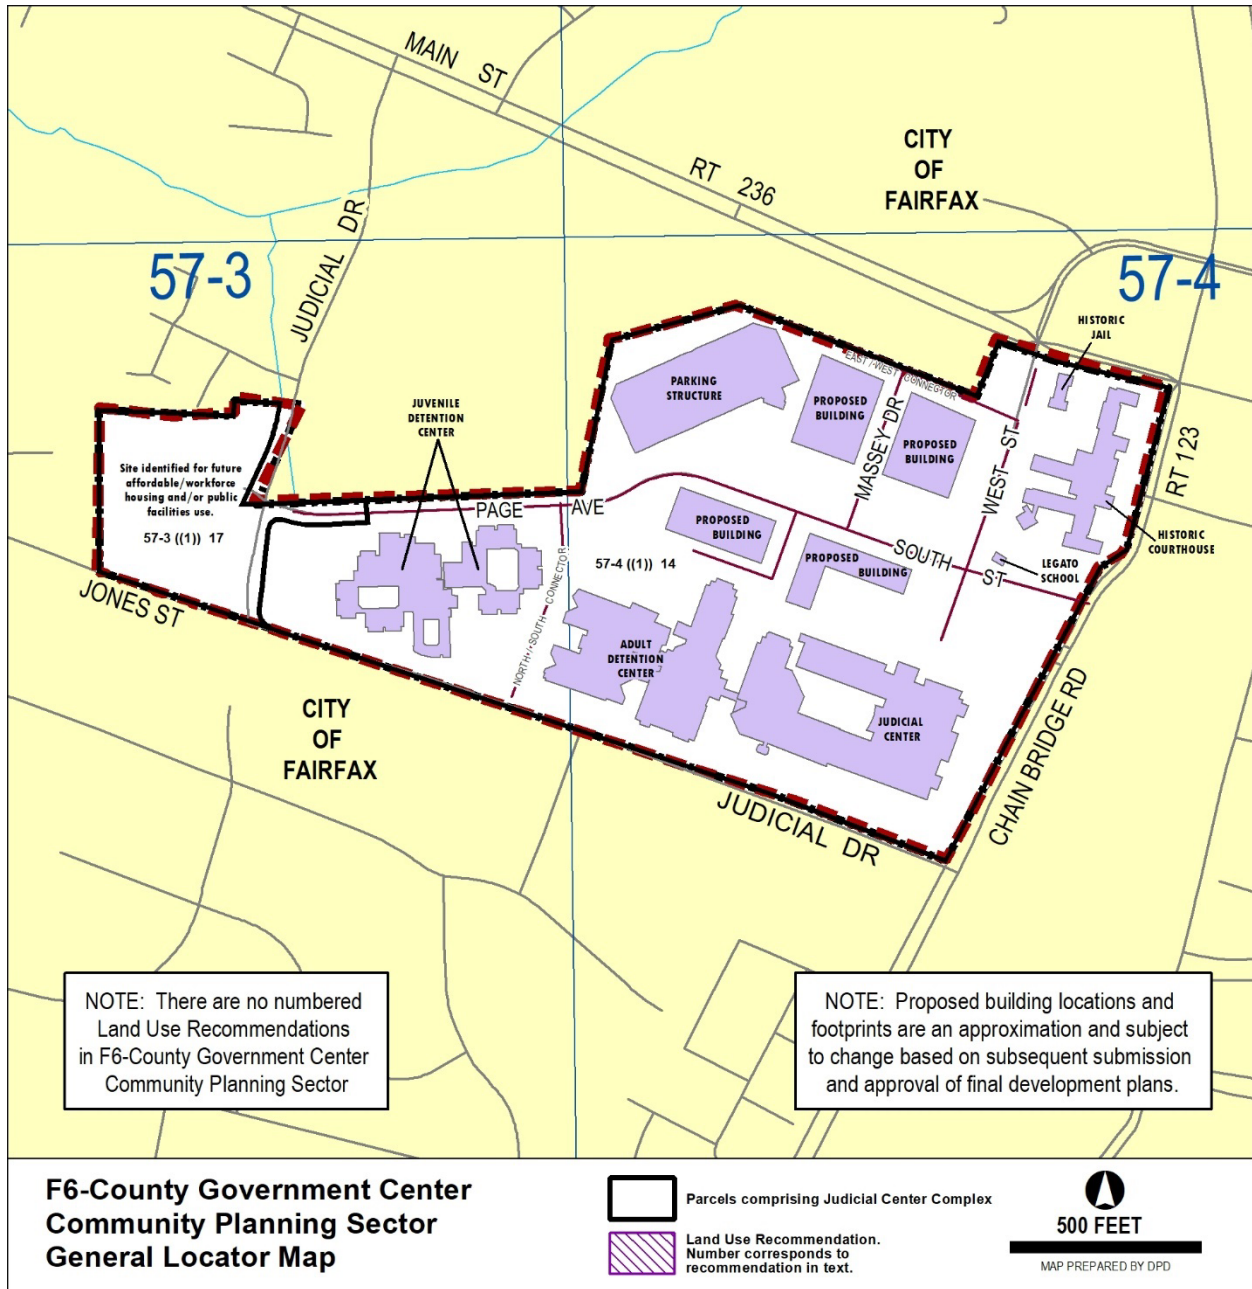 MAIN ST
RT 236
CITY
OF
FAIRFAX
57-3
57-4
JUDICIAL DR
HISTORIC
JAIL
EAST / WEST CONNECTOR
PARKING
STRUCTURE
PROPOSED
BUILDING
MASSEY DR
PROPOSED
BUILDING
WEST ST
RT 123
JUVENILE
DETENTION
CENTER
Site identified for future
affordable/workforce
housing and/or public
facilities use.
57-3 ((1)) 17
PAGE AVE
PROPOSED
BUILDING
SOUTH ST
PROPOSED
BUILDING
HISTORIC
COURTHOUSE
LEGATO
SCHOOL
57-4 ((1)) 14
JONES ST
NORTH / SOUTH CONNECTOR
ADULT
DETENTION
CENTER
JUDICIAL
CENTER
CITY
OF
FAIRFAX
CHAIN BRIDGE RD
JUDICIAL DR
NOTE: There are no numbered
Land Use Recommendations
in F6-County Government Center
Community Planning Sector
NOTE: Proposed building locations and
footprints are an approximation and subject
to change based on subsequent submission
and approval of final development plans.
F6-County Government Center
Community Planning Sector
General Locator Map
Parcels comprising Judicial Center Complex
Land Use Recommendation.
Number corresponds to
recommendation in text.
500 FEET
MAP PREPARED BY DPD